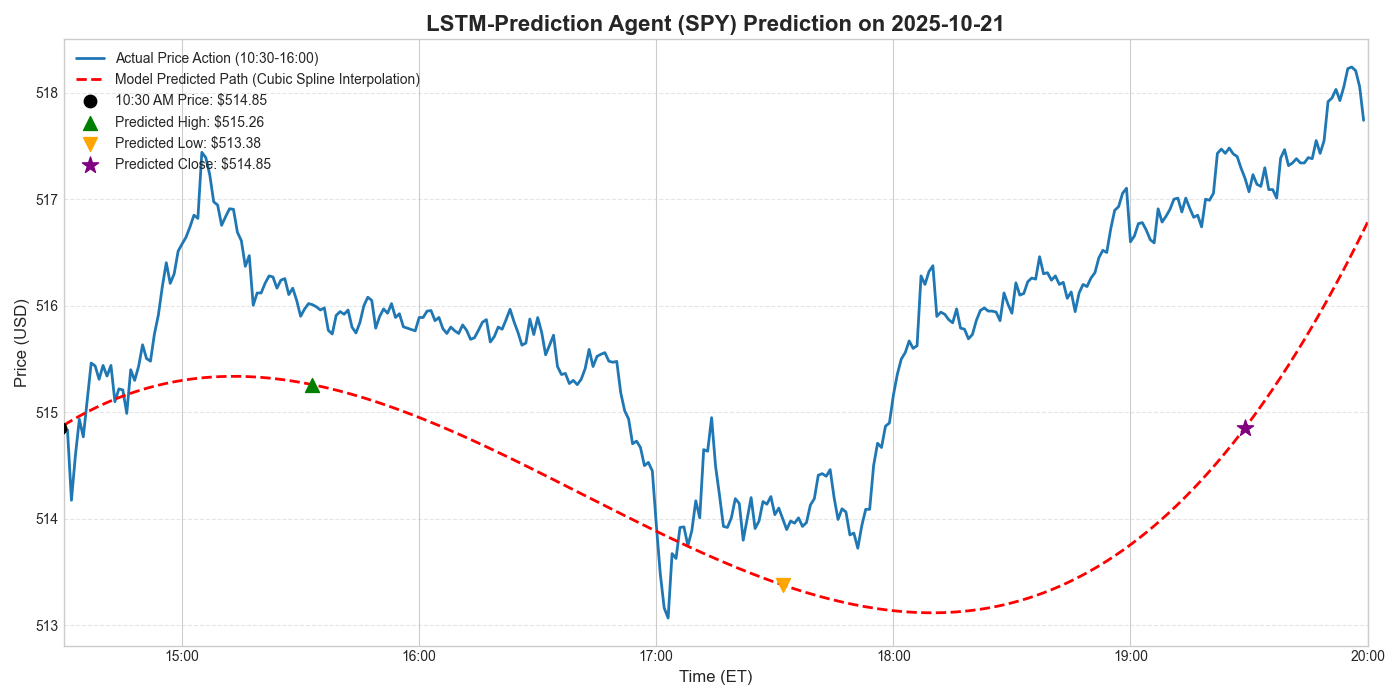 LSTM-Prediction Agent (SPY) Prediction on 2025-10-21
Actual Price Action (10:30-16:00)
Model Predicted Path (Cubic Spline Interpolation)
10:30 AM Price: $514.85
Predicted High: $515.26
Predicted Low: $513.38
Predicted Close: $514.85
Price (USD)
518
517
516
515
514
513
15:00 16:00 17:00 18:00 19:00 20:00
Time (ET)